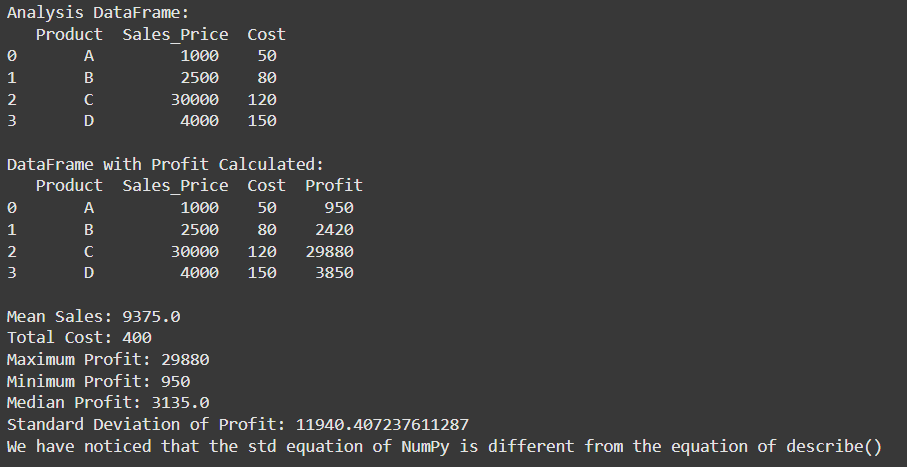 Analysis DataFrame:
   Product  Sales_Price  Cost
0       A         1000    50
1       B         2500    80
2       C        30000   120
3       D         4000   150

DataFrame with Profit Calculated:
   Product  Sales_Price  Cost  Profit
0       A         1000    50     950
1       B         2500    80    2420
2       C        30000   120   29880
3       D         4000   150    3850

Mean Sales: 9375.0
Total Cost: 400
Maximum Profit: 29880
Minimum Profit: 950
Median Profit: 3135.0
Standard Deviation of Profit: 11940.407237611287
We have noticed that the std equation of NumPy is different from the equation of describe()